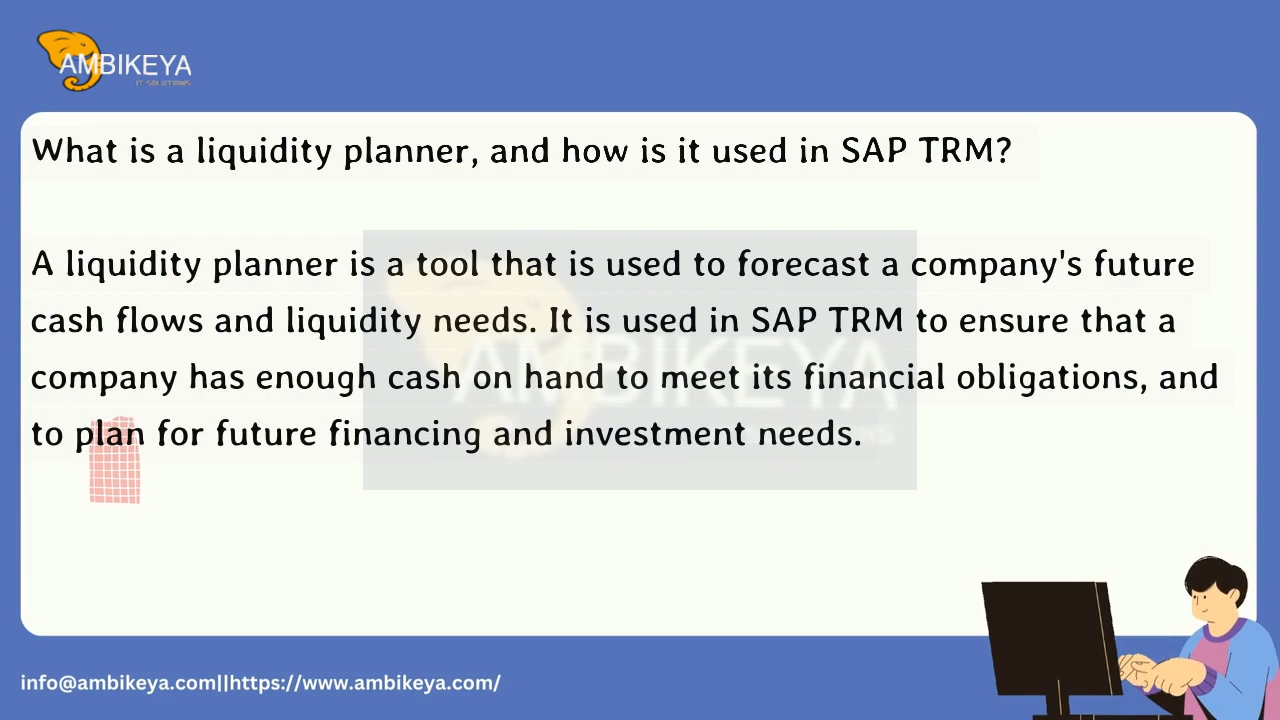 AMBIKEYA
IT SOLUTIONS
What is a liquidity planner, and how is it used in SAP TRM?
A liquidity planner is a tool that is used to forecast a company's future
cash flows and liquidity needs. It is used in SAP TRM to ensure that a
company has enough cash on hand to meet its financial obligations, and
to plan for future financing and investment needs.
AMBIKEYA
info@ambikeya.com||https://www.ambikeya.com/